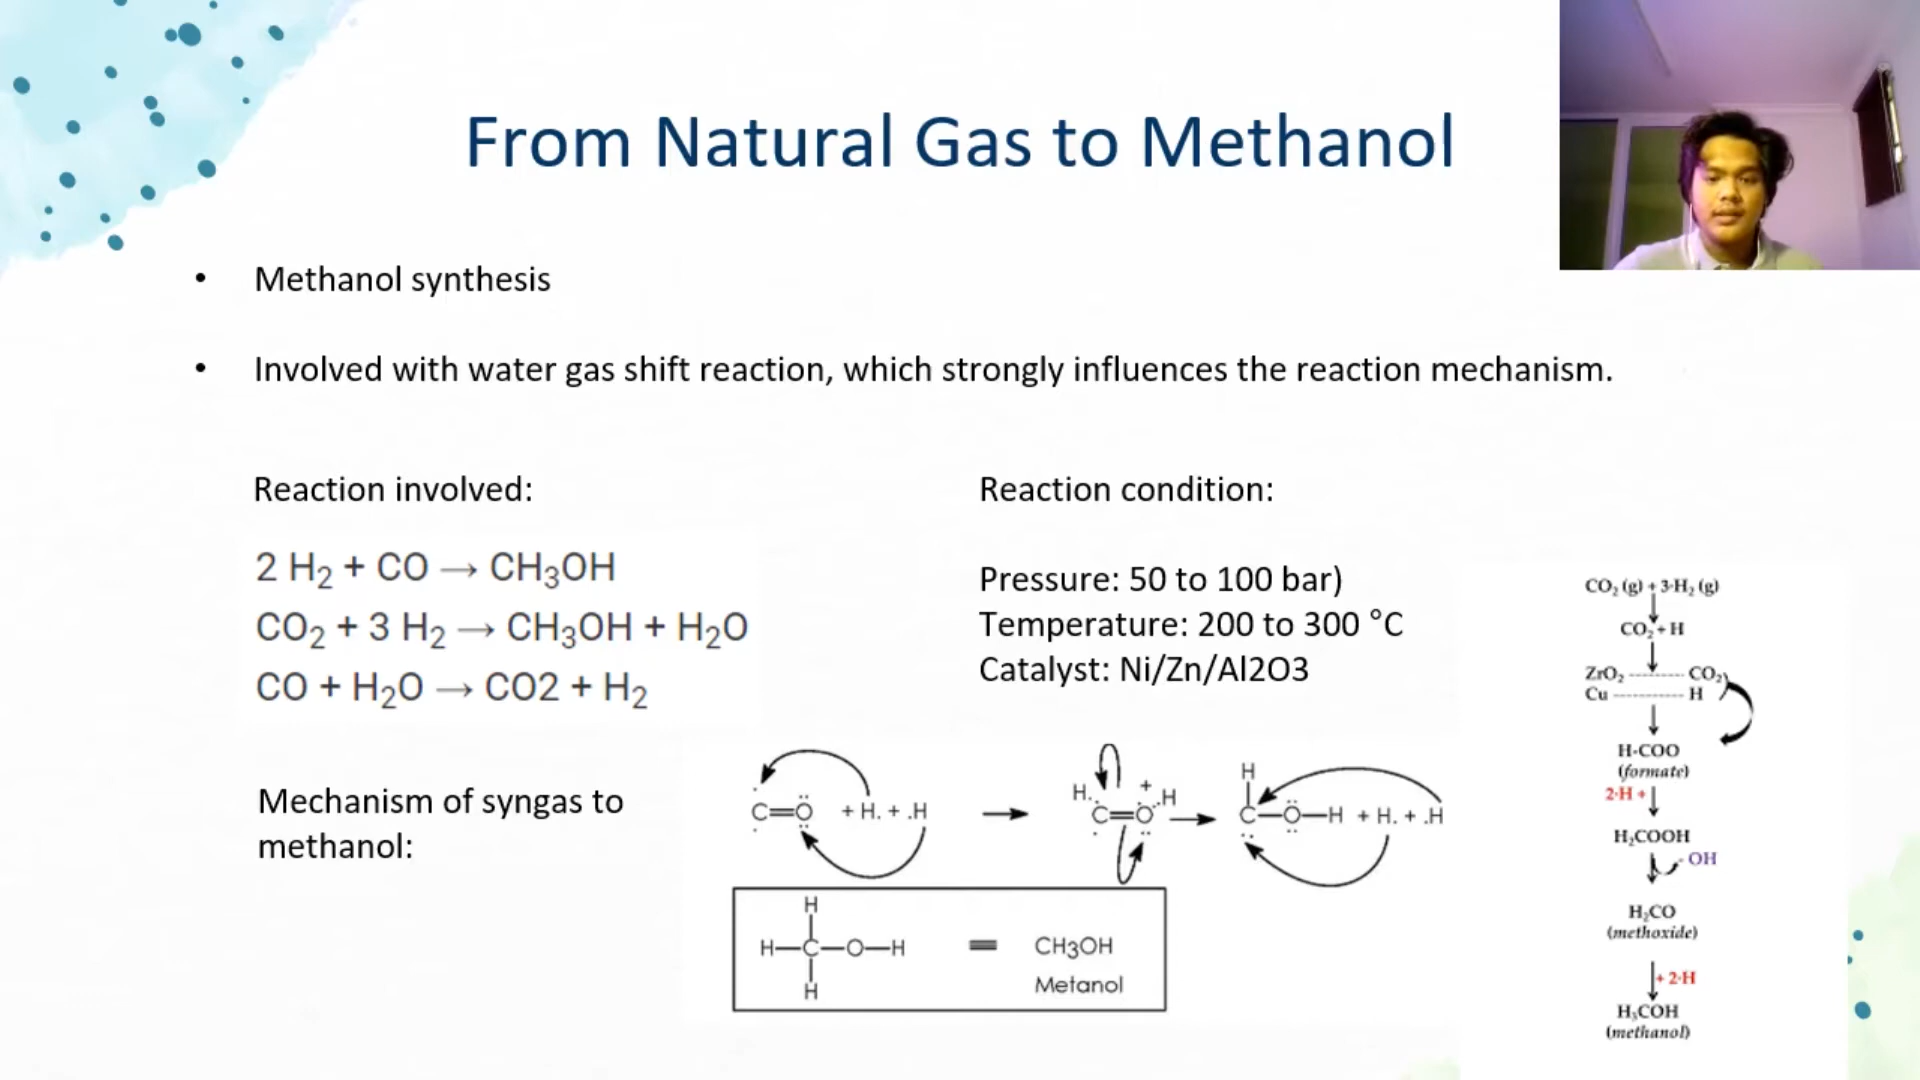 From Natural Gas to Methanol
• Methanol synthesis
• Involved with water gas shift reaction, which strongly influences the reaction mechanism.
Reaction involved:
2 H₂ + CO → CH₃OH
CO₂ + 3 H₂ → CH₃OH + H₂O
CO + H₂O → CO2 + H₂
Reaction condition:
Pressure: 50 to 100 bar)
Temperature: 200 to 300 °C
Catalyst: Ni/Zn/Al2O3
Mechanism of syngas to
methanol:
C=O + H. + .H → H. C=O + .H → H C—O—H + H. + .H
H
H—C—O—H = CH3OH
H
Metanol
CO₂ (g) + 3·H₂ (g)
CO₂ + H
ZrO₂ -------- CO₂
Cu -------- H
H-COO
(formate)
2·H +
H₂COOH
- OH
H₂CO
(methoxide)
+ 2·H
H₃COH
(methanol)